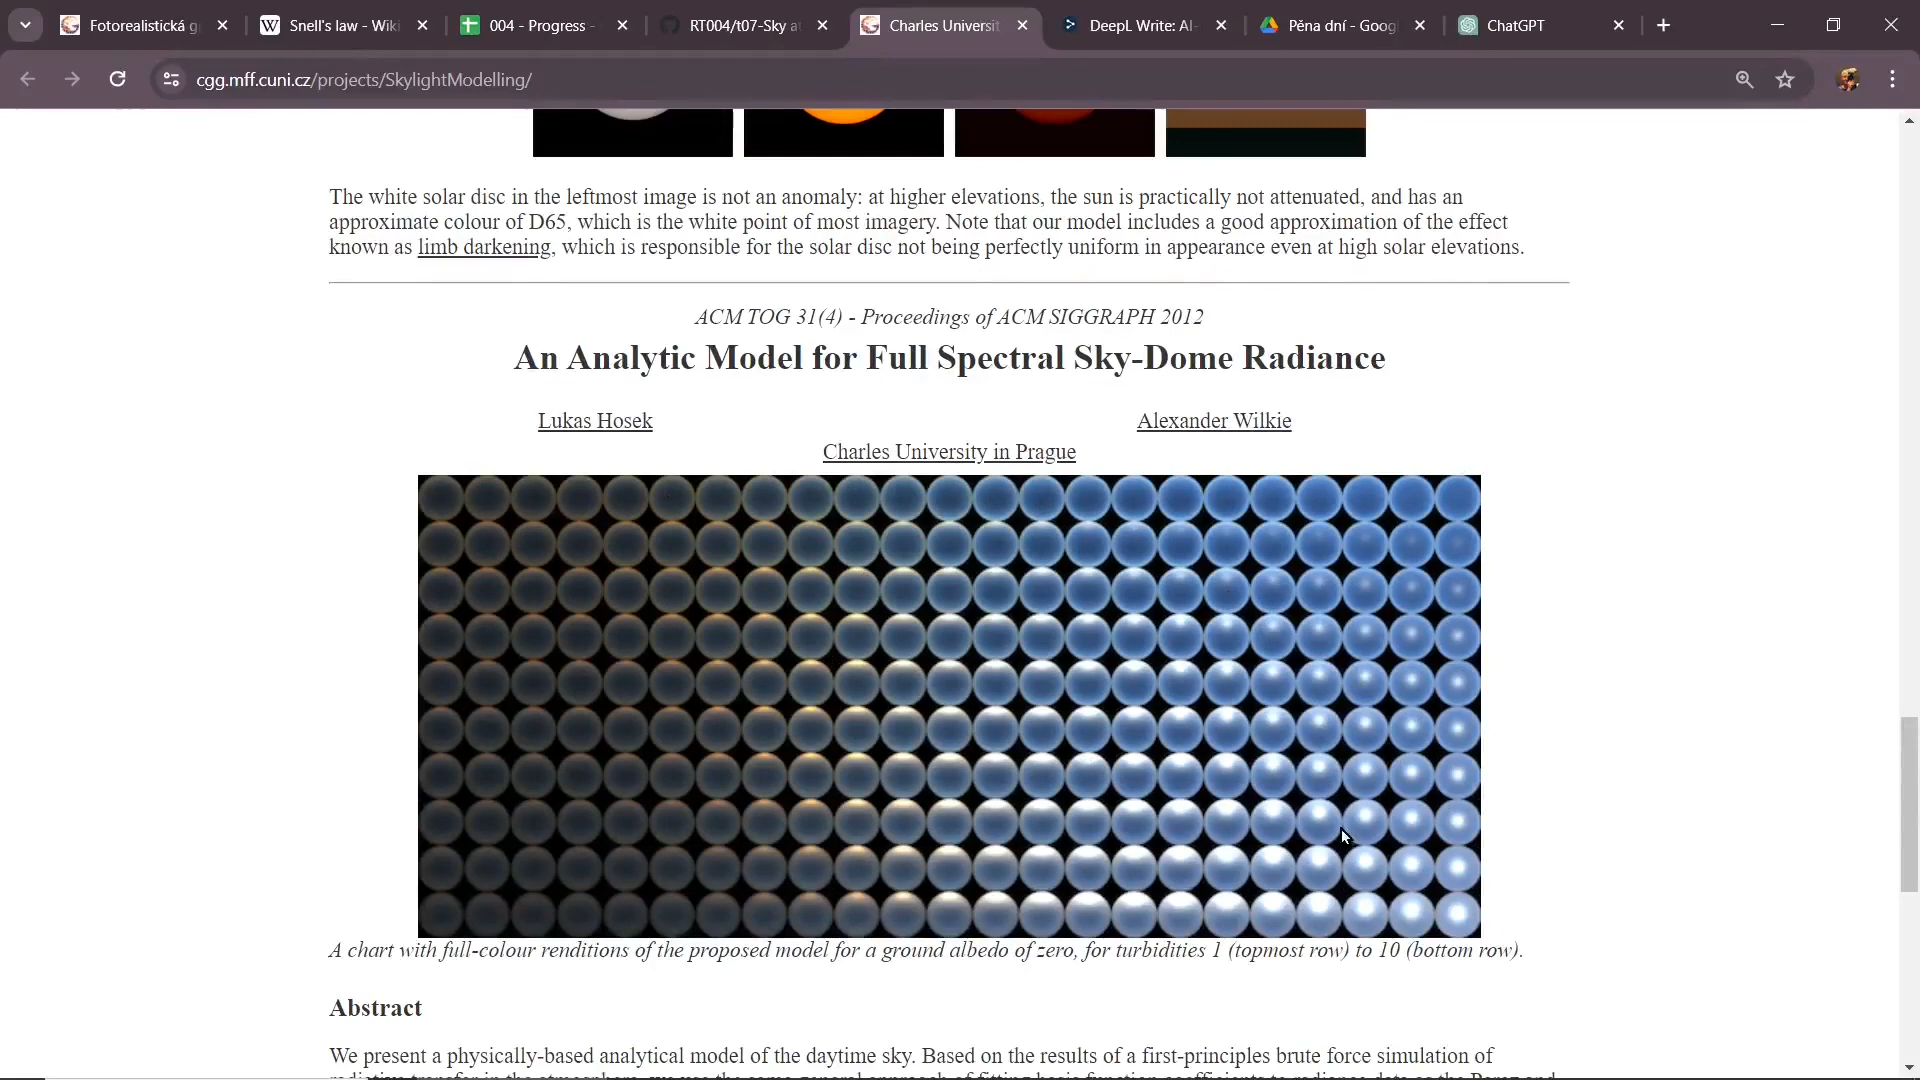 Fotorealistická g
Snell's law - Wiki
004 - Progress -
RT004/t07-Sky at
Charles Universit
DeepL Write: AI-
Pěna dní - Goog
ChatGPT
cgg.mff.cuni.cz/projects/SkylightModelling/
The white solar disc in the leftmost image is not an anomaly: at higher elevations, the sun is practically not attenuated, and has an
approximate colour of D65, which is the white point of most imagery. Note that our model includes a good approximation of the effect
known as limb darkening, which is responsible for the solar disc not being perfectly uniform in appearance even at high solar elevations.
ACM TOG 31(4) - Proceedings of ACM SIGGRAPH 2012
An Analytic Model for Full Spectral Sky-Dome Radiance
Lukas Hosek
Alexander Wilkie
Charles University in Prague
A chart with full-colour renditions of the proposed model for a ground albedo of zero, for turbidities 1 (topmost row) to 10 (bottom row).
Abstract
We present a physically-based analytical model of the daytime sky. Based on the results of a first-principles brute force simulation of